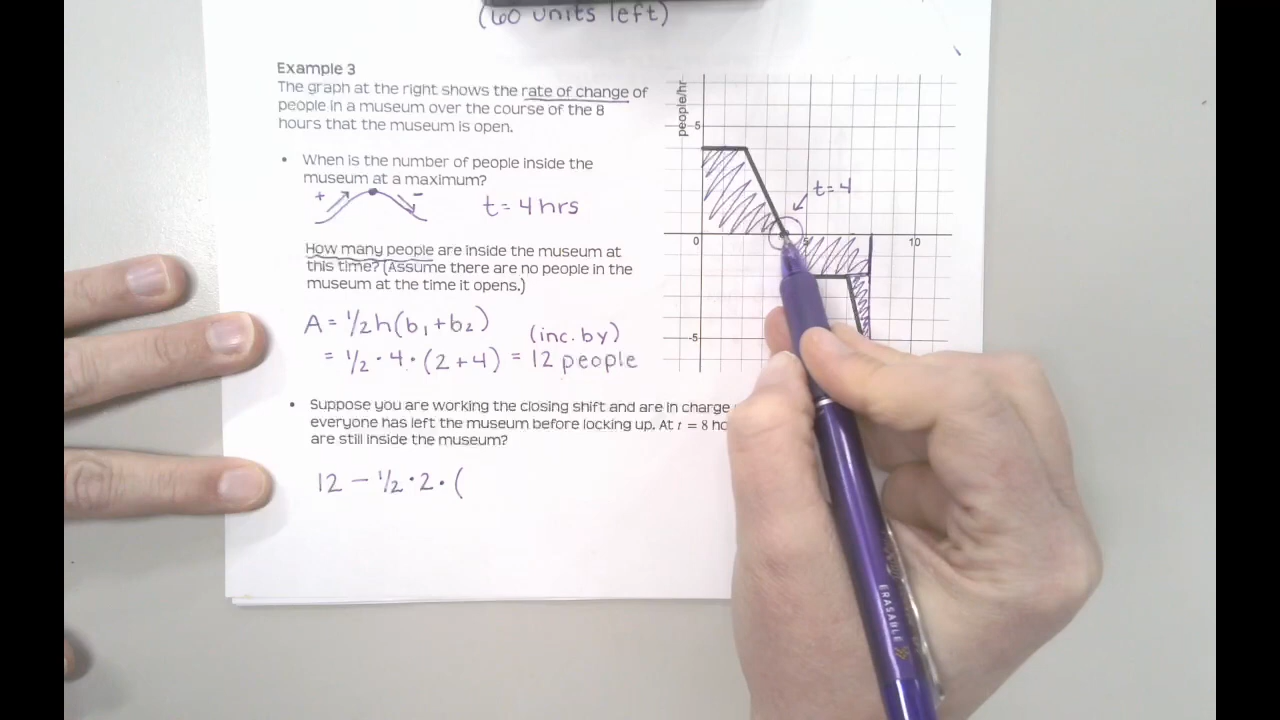 (60 units left)
Example 3
The graph at the right shows the rate of change of
people in a museum over the course of the 8
hours that the museum is open.
• When is the number of people inside the
museum at a maximum?
+ −
t = 4 hrs
How many people are inside the museum at
this time? (Assume there are no people in the
museum at the time it opens.)
A = 1/2 h (b1 + b2)
(inc. by)
= 1/2 · 4 · (2 + 4) = 12 people
• Suppose you are working the closing shift and are in charge
everyone has left the museum before locking up. At t = 8
are still inside the museum?
12 − 1/2 · 2 · (
people/hr
5
t = 4
0
10
-5
ERASABLE